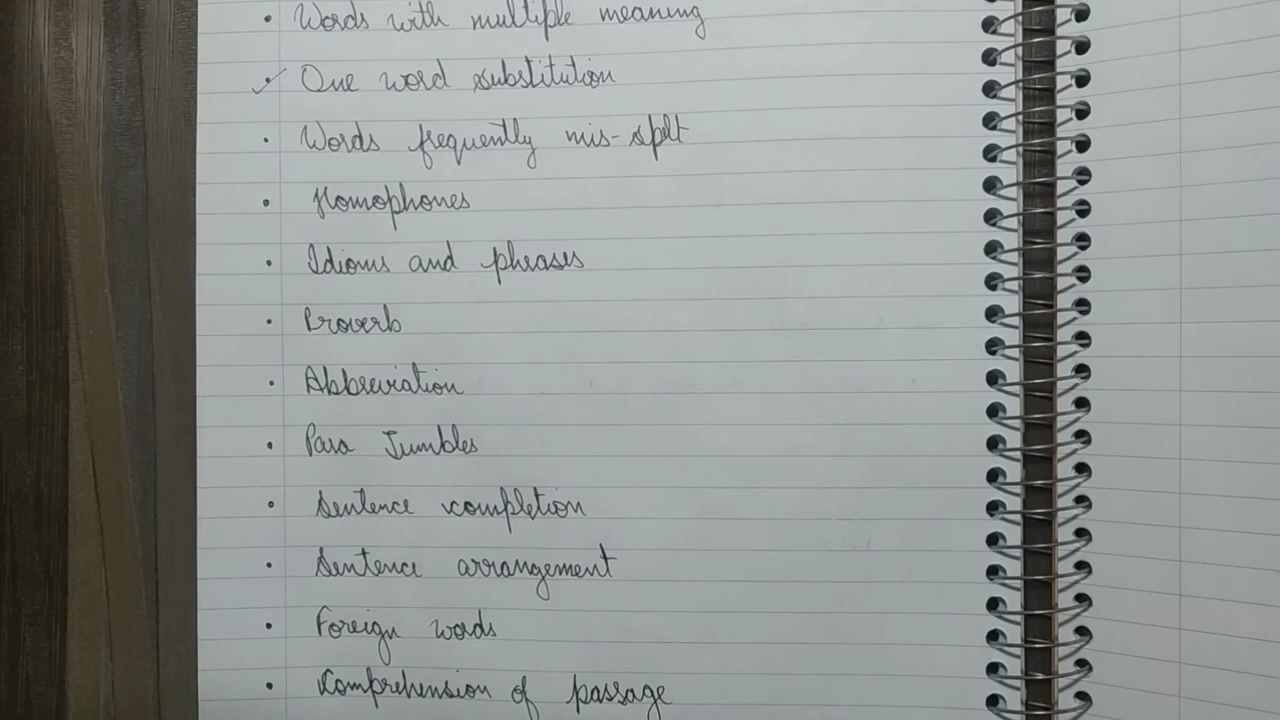 • Words with multiple meaning
✓ One word substitution
• Words frequently mis-spelt
• Homophones
• Idioms and phrases
• Proverb
• Abbreviation
• Para Jumbles
• Sentence completion
• Sentence arrangement
• Foreign words
• Comprehension of passage